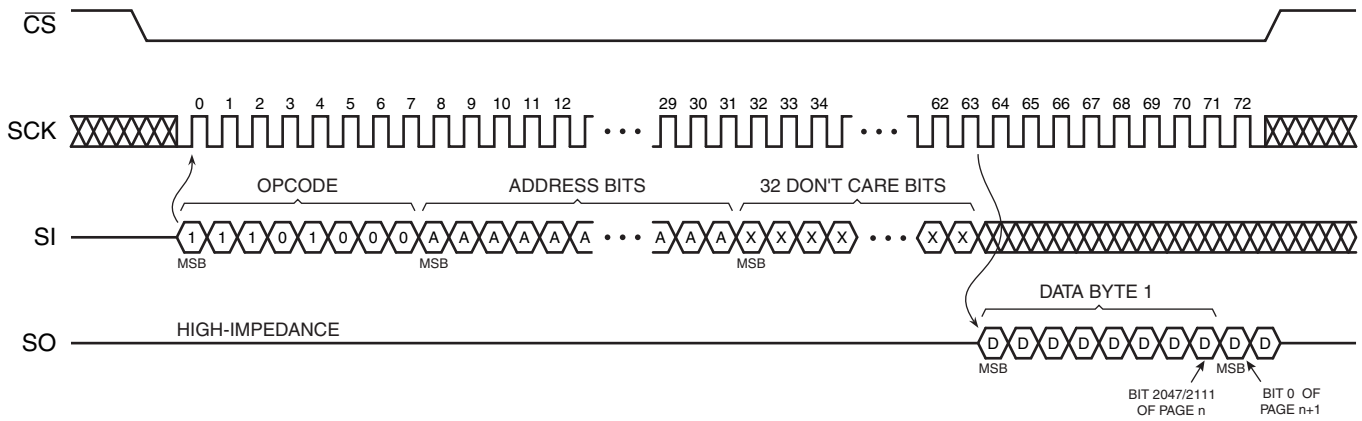 CS
0 1 2 3 4 5 6 7 8 9 10 11 12 29 30 31 32 33 34 62 63 64 65 66 67 68 69 70 71 72
SCK • • • • • •
OPCODE ADDRESS BITS 32 DON'T CARE BITS
SI 1 1 1 0 1 0 0 0 A A A A A A • • • A A A X X X X • • • X X
MSB MSB MSB
DATA BYTE 1
HIGH-IMPEDANCE
SO D D D D D D D D D D
MSB MSB
BIT 2047/2111
OF PAGE n
BIT 0 OF
PAGE n+1